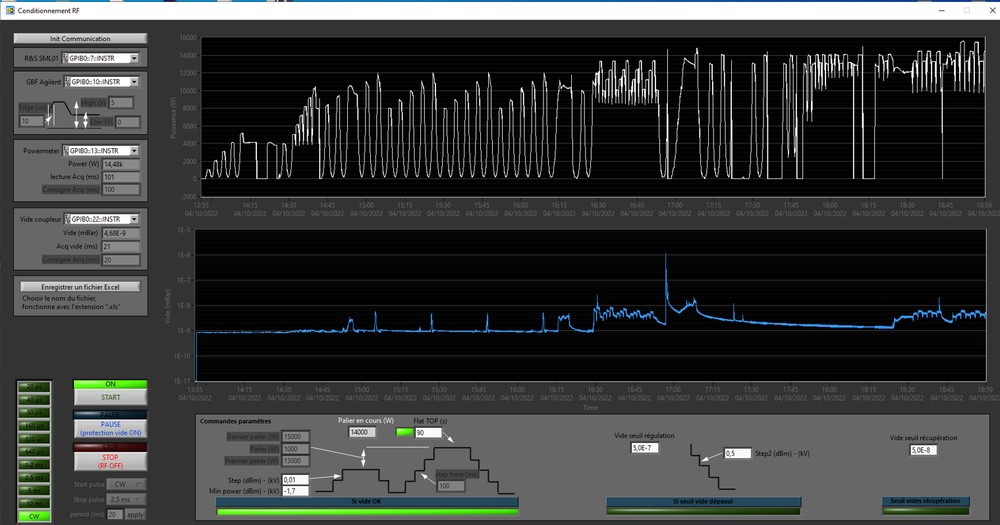 Conditionnement RF
Init Communication
R&S SML01 GPIB0::7::INSTR
GBF Agilent GPIB0::10::INSTR
High (V) 5
Edge (us)
10
Low (V) 0
Powermeter GPIB0::13::INSTR
Power (W) 14,48k
lecture Acq (ms) 101
Consigne Acq (ms) 100
Vide coupleur GPIB0::22::INSTR
Vide (mBar) 4,68E-9
Acq vide (ms) 21
Consigne Acq (ms) 20
Enregistrer un fichier Excel
Choisir le nom du fichier,
fonctionne avec l'extension ".xls"
20 µs
40 µs
80 µs
160 µs
320 µs
640 µs
1.2 ms
2,5 ms
5 ms
10 ms
CW
ON
START
PAUSE
PAUSE
(protection vide ON)
STOP
STOP
(RF OFF)
Start pulse CW
Stop pulse 2.5 ms
period (ms) 20 apply
Puissance (W)
16000
14000
12000
10000
8000
6000
4000
2000
0
-2000
13:55 14:15 14:30 14:45 15:00 15:15 15:30 15:45 16:00 16:15 16:30 16:45 17:00 17:15 17:30 17:45 18:00 18:15 18:30 18:45 18:59
04/10/2022 04/10/2022 04/10/2022 04/10/2022 04/10/2022 04/10/2022 04/10/2022 04/10/2022 04/10/2022 04/10/2022 04/10/2022 04/10/2022 04/10/2022 04/10/2022 04/10/2022 04/10/2022 04/10/2022 04/10/2022 04/10/2022 04/10/2022 04/10/2022
Vide (mBar)
1E-5
1E-6
1E-7
1E-8
1E-9
1E-10
1E-11
13:55 14:15 14:30 14:45 15:00 15:15 15:30 15:45 16:00 16:15 16:30 16:45 17:00 17:15 17:30 17:45 18:00 18:15 18:30 18:45 18:59
04/10/2022 04/10/2022 04/10/2022 04/10/2022 04/10/2022 04/10/2022 04/10/2022 04/10/2022 04/10/2022 04/10/2022 04/10/2022 04/10/2022 04/10/2022 04/10/2022 04/10/2022 04/10/2022 04/10/2022 04/10/2022 04/10/2022 04/10/2022
Time
Commandes paramètres
Palier en cours (W)
14000
Flat TOP (s)
90
Dernier palier (W) 15000
Palier (W) 1000
Premier palier (W) 13000
Step (dBm) - (kV) 0,01
Min power (dBm) - (kV) -1,7
step time (ms)
100
Si vide OK
Vide seuil régulation
5,0E-7
0,5 Step2 (dBm) - (kV)
Si seuil vide dépassé
Vide seuil récupération
5,0E-8
Seuil vides récupération